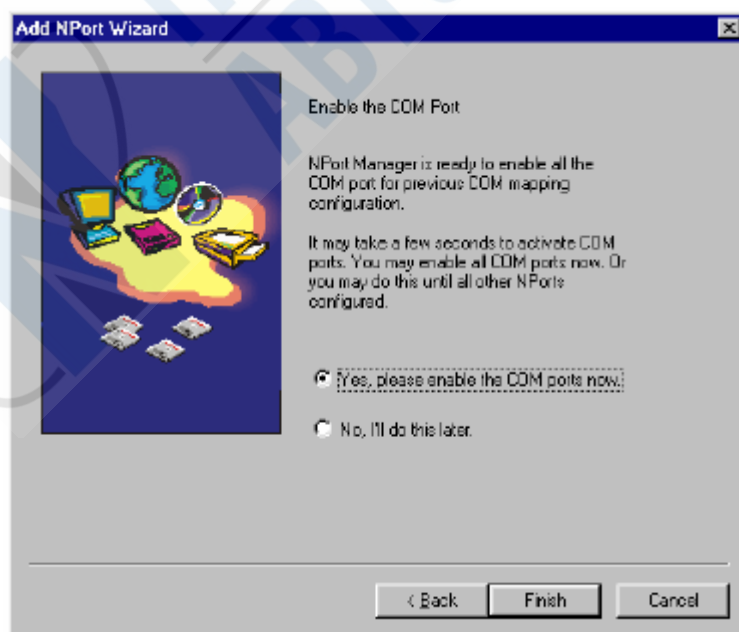 Add NPort Wizard
Enable the COM Port
NPort Manager is ready to enable all the
COM port for previous COM mapping
configuration.
It may take a few seconds to activate COM
ports. You may enable all COM ports now. Or
you may do this until all other NPorts
configured.
Yes, please enable the COM ports now.
No, I'll do this later.
< Back
Finish
Cancel